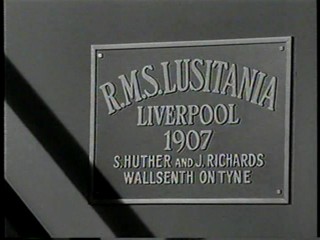 R.M.S. LUSITANIA
LIVERPOOL
1907
S. HUTHER AND J. RICHARDS
WALLSENTH ON TYNE